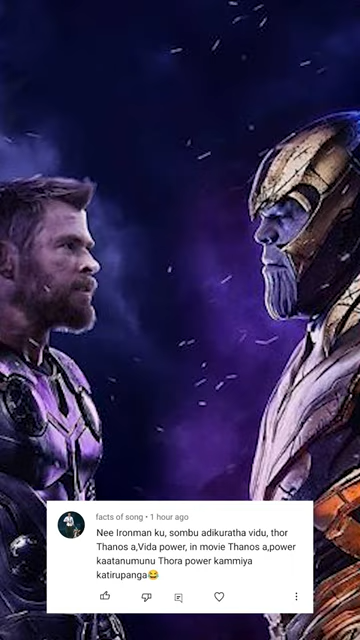 facts of song • 1 hour ago
Nee Ironman ku, sombu adikuratha vidu, thor
Thanos a,Vida power, in movie Thanos a,power
kaatanumunu Thora power kammiya
katirupanga😂